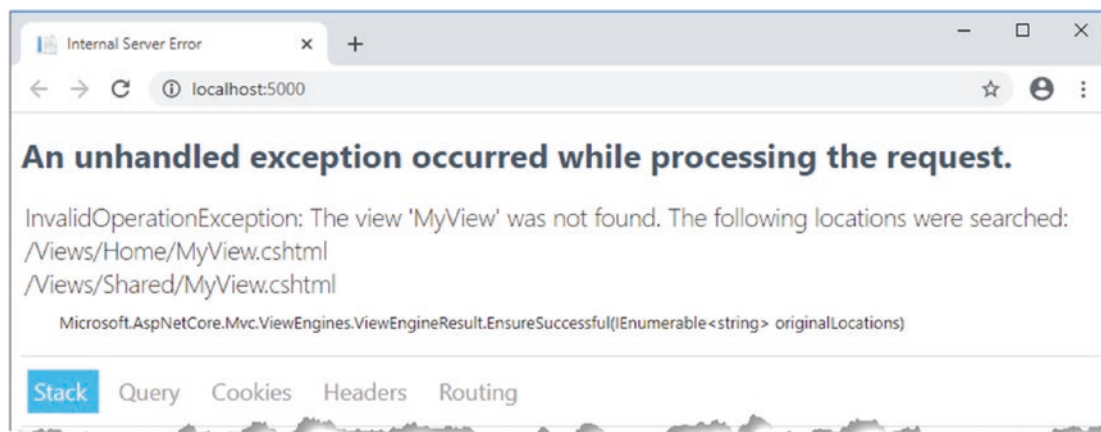 Internal Server Error
localhost:5000
An unhandled exception occurred while processing the request.
InvalidOperationException: The view 'MyView' was not found. The following locations were searched:
/Views/Home/MyView.cshtml
/Views/Shared/MyView.cshtml
Microsoft.AspNetCore.Mvc.ViewEngines.ViewEngineResult.EnsureSuccessful(IEnumerable<string> originalLocations)
Stack Query Cookies Headers Routing